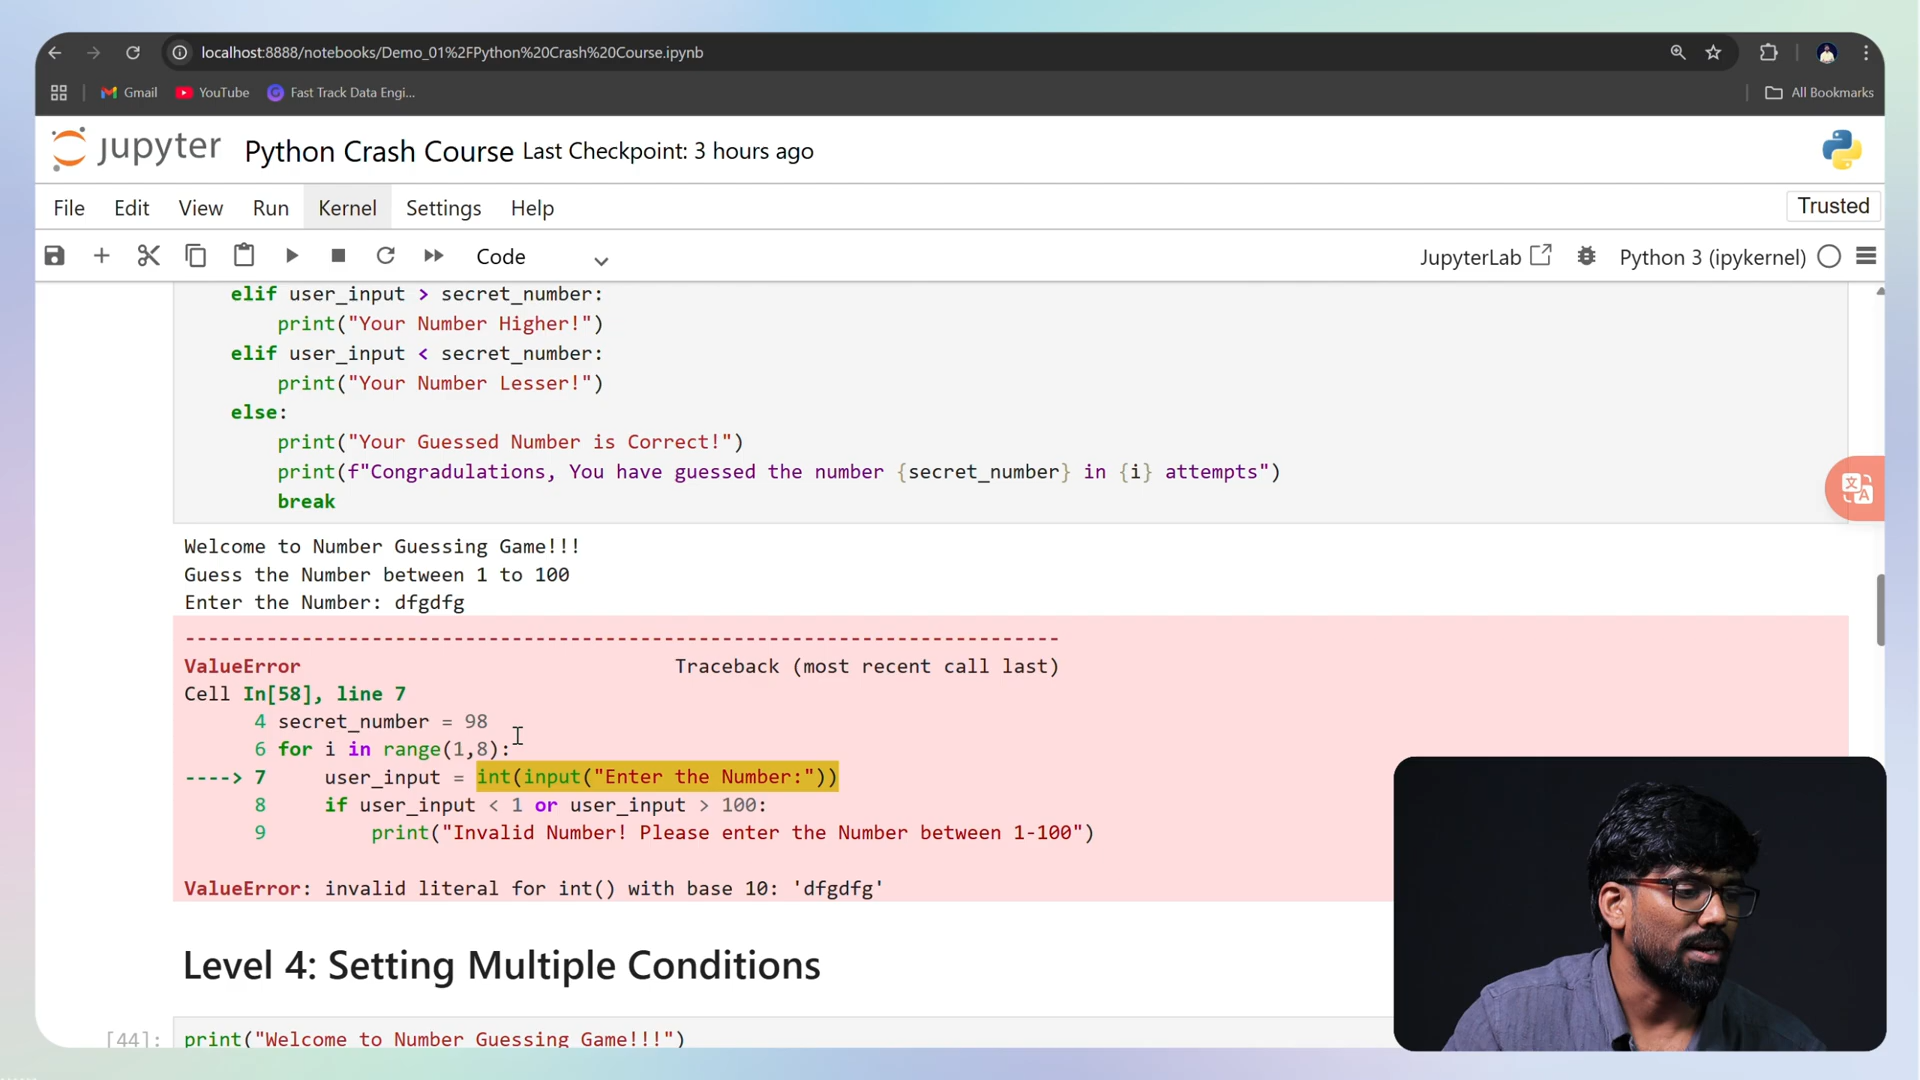 localhost:8888/notebooks/Demo_01%2FPython%20Crash%20Course.ipynb
Gmail YouTube Fast Track Data Engi... All Bookmarks
jupyter Python Crash Course Last Checkpoint: 3 hours ago
File Edit View Run Kernel Settings Help Trusted
Code JupyterLab Python 3 (ipykernel)
elif user_input > secret_number:
print("Your Number Higher!")
elif user_input < secret_number:
print("Your Number Lesser!")
else:
print("Your Guessed Number is Correct!")
print(f"Congradulations, You have guessed the number {secret_number} in {i} attempts")
break
Welcome to Number Guessing Game!!!
Guess the Number between 1 to 100
Enter the Number: dfgdfg
---------------------------------------------------------------------------
ValueError Traceback (most recent call last)
Cell In[58], line 7
4 secret_number = 98
6 for i in range(1,8):
----> 7 user_input = int(input("Enter the Number:"))
8 if user_input < 1 or user_input > 100:
9 print("Invalid Number! Please enter the Number between 1-100")
ValueError: invalid literal for int() with base 10: 'dfgdfg'
Level 4: Setting Multiple Conditions
[44]: print("Welcome to Number Guessing Game!!!")